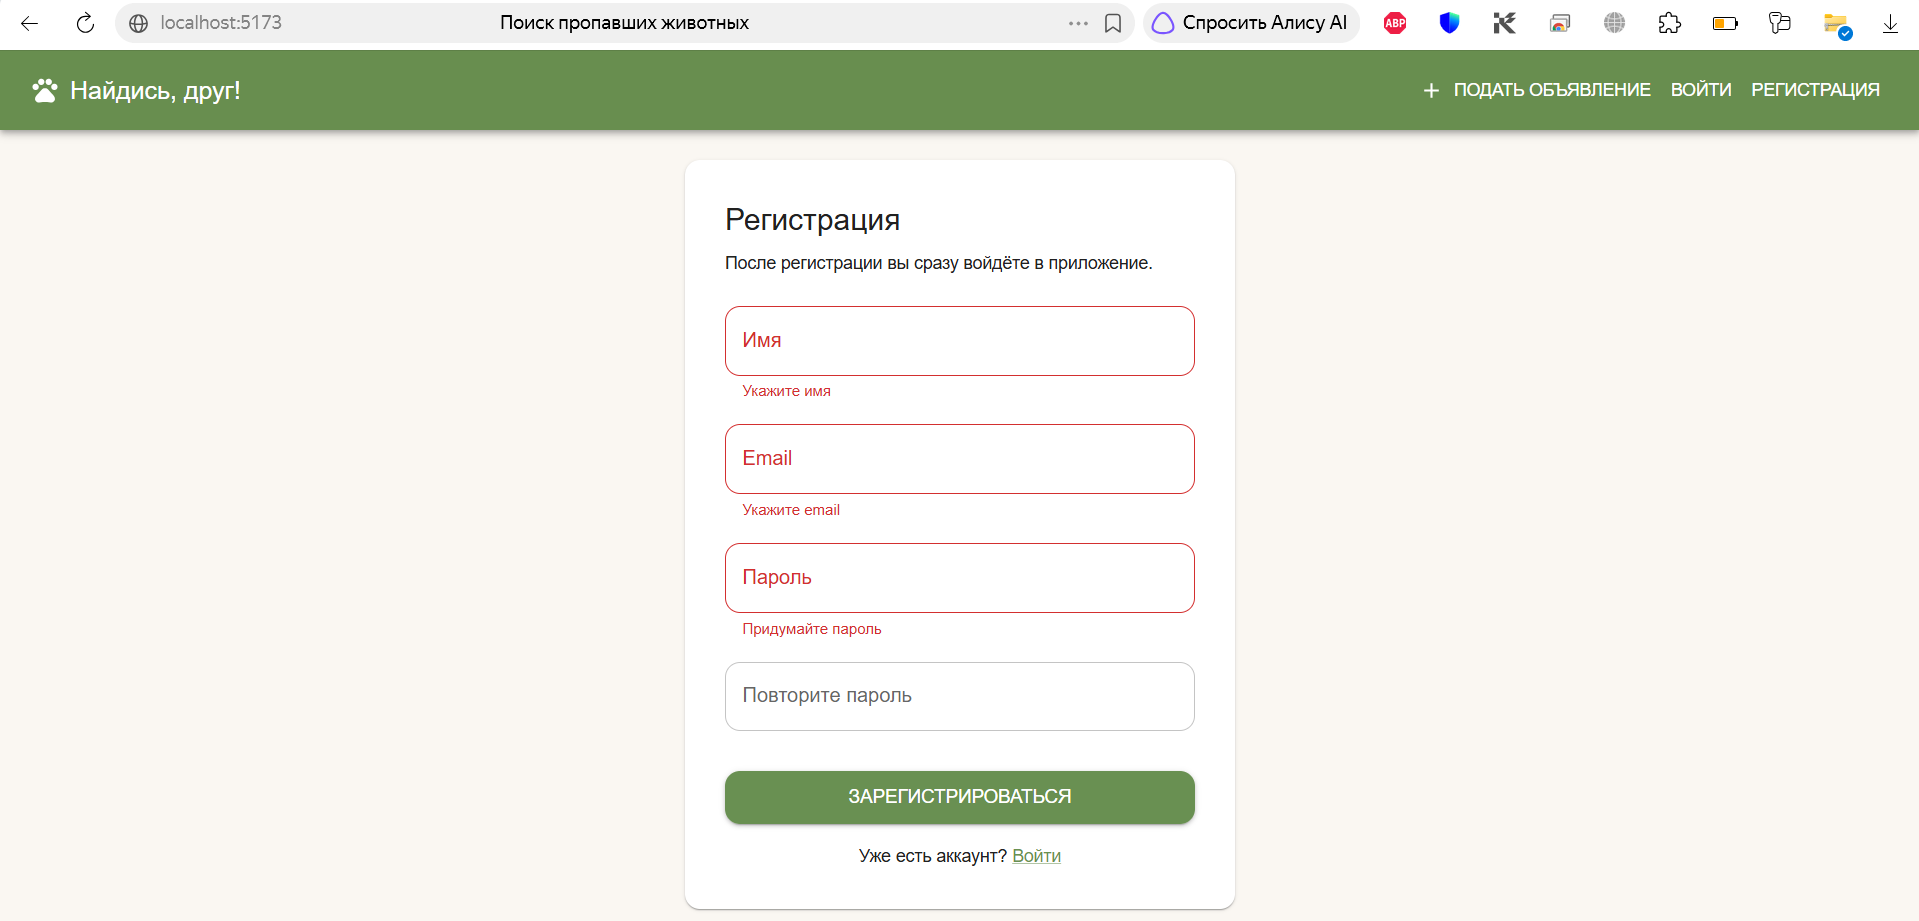 localhost:5173
Поиск пропавших животных
Спросить Алису AI
ABP
Найдись, друг!
ПОДАТЬ ОБЪЯВЛЕНИЕ
ВОЙТИ
РЕГИСТРАЦИЯ
Регистрация
После регистрации вы сразу войдёте в приложение.
Имя
Укажите имя
Email
Укажите email
Пароль
Придумайте пароль
Повторите пароль
ЗАРЕГИСТРИРОВАТЬСЯ
Уже есть аккаунт? Войти